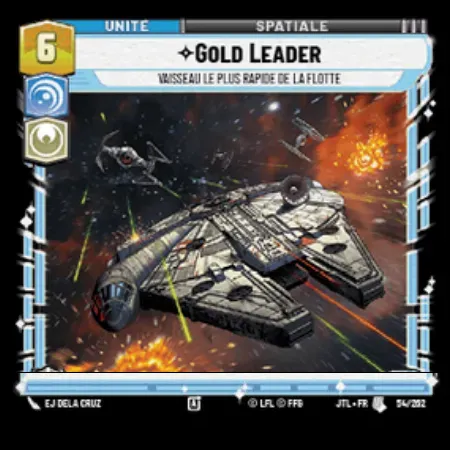 UNITÉ SPATIALE
6
GOLD LEADER
VAISSEAU LE PLUS RAPIDE DE LA FLOTTE
EJ DELA CRUZ A © LFL © FFG JTL • FR 54/262